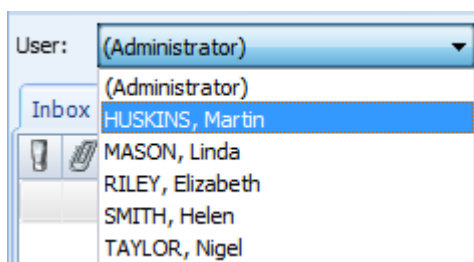 User: (Administrator)
(Administrator)
Inbox
HUSKINS, Martin
MASON, Linda
RILEY, Elizabeth
SMITH, Helen
TAYLOR, Nigel